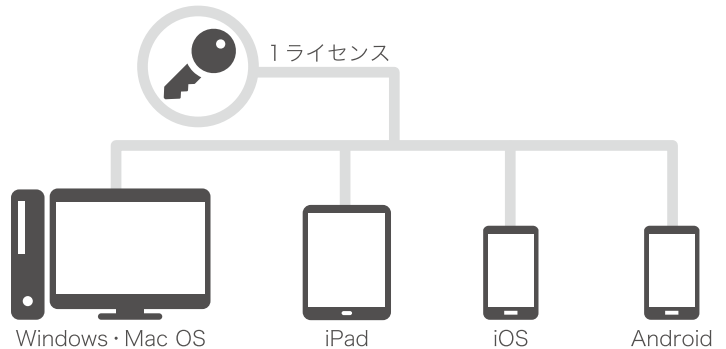 1ライセンス
Windows・Mac OS
iPad
iOS
Android